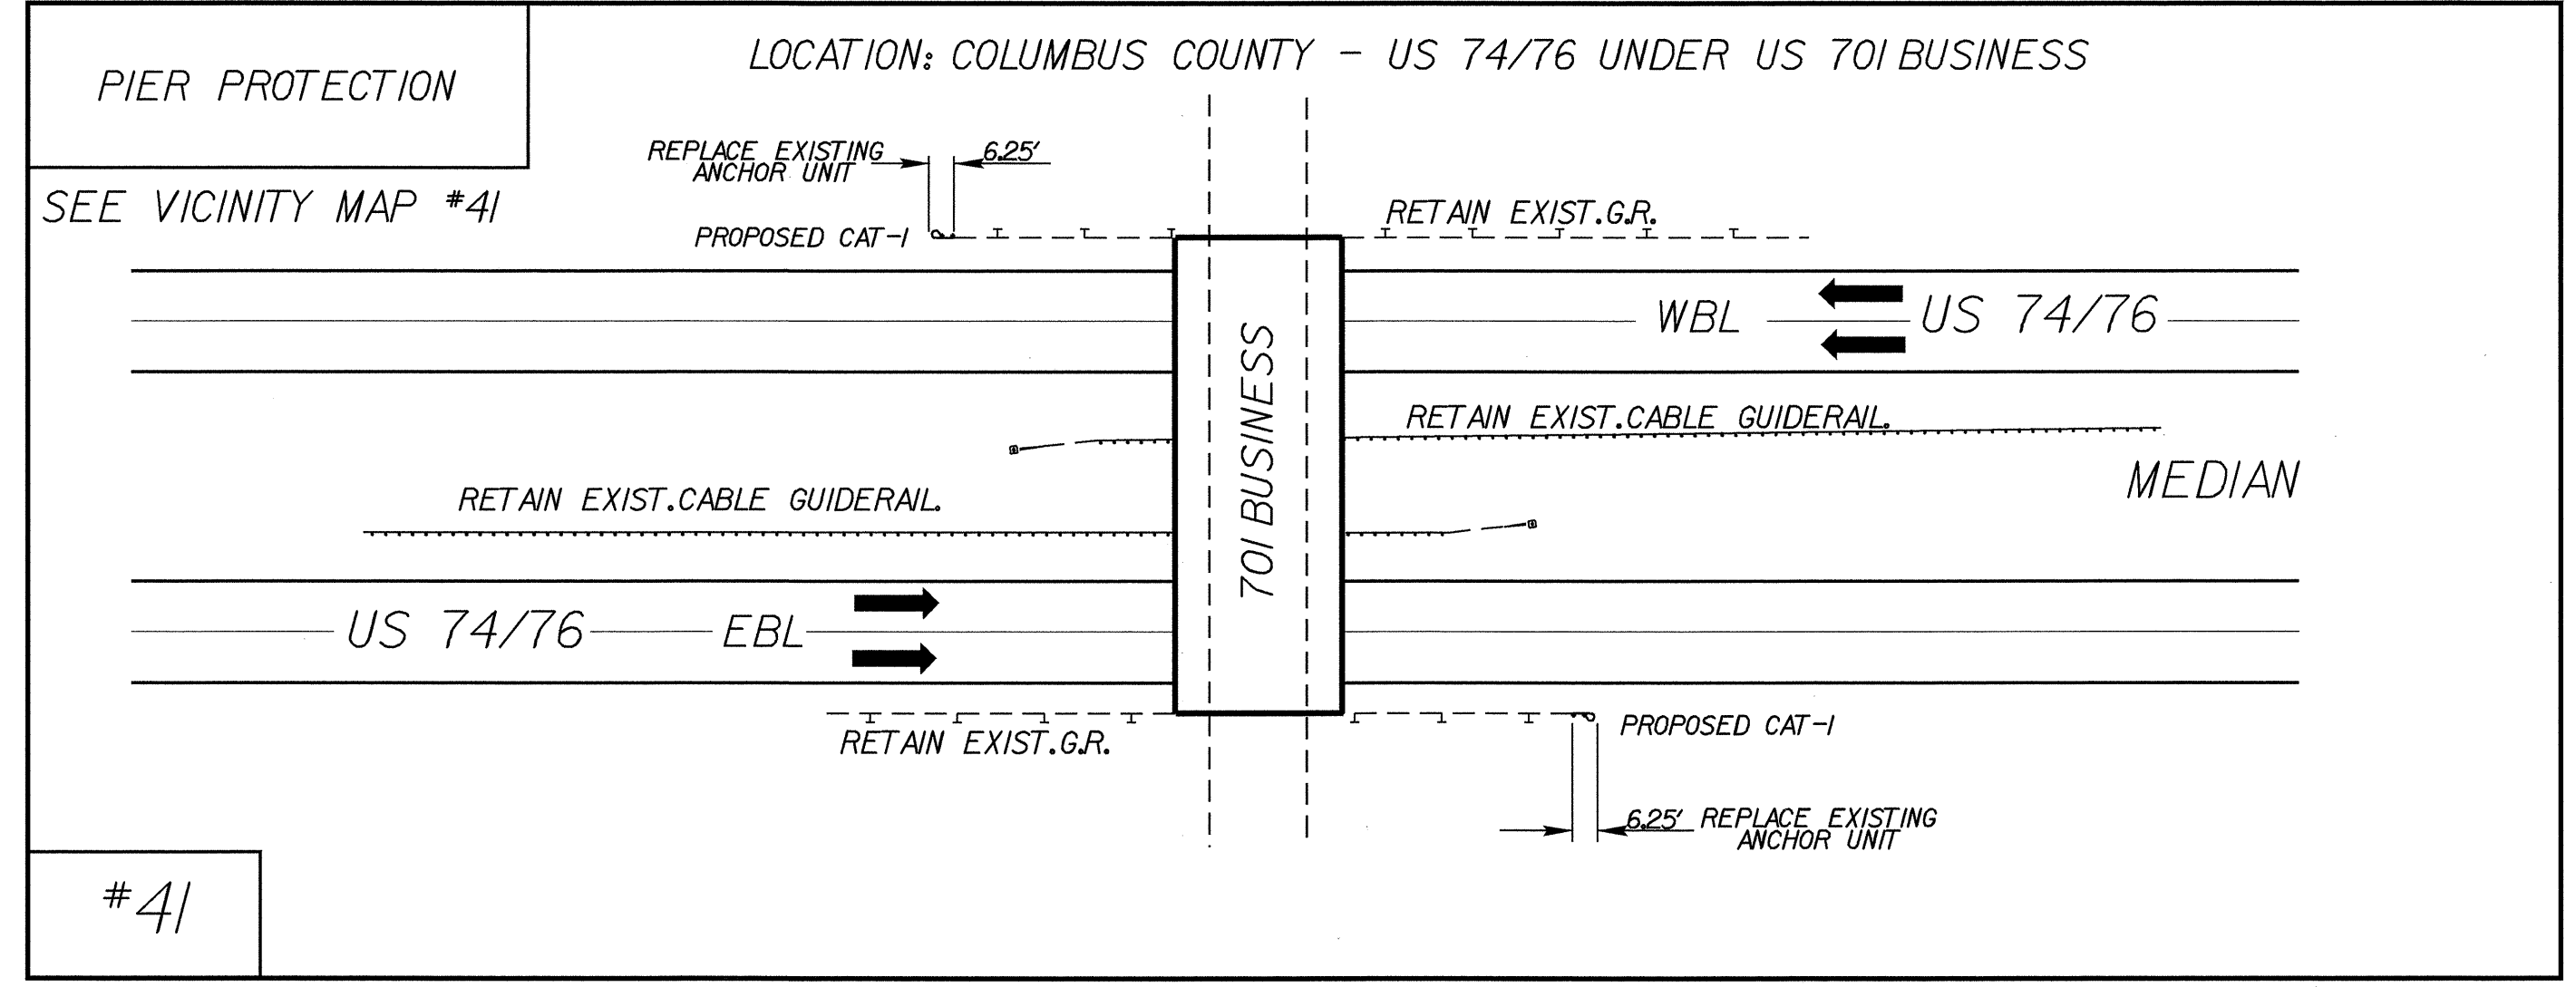 LOCATION: COLUMBUS COUNTY - US 74/76 UNDER US 701 BUSINESS
PIER PROTECTION
SEE VICINITY MAP #41
REPLACE EXISTING
ANCHOR UNIT
6.25'
PROPOSED CAT-1
RETAIN EXIST. G.R.
WBL
US 74/76
RETAIN EXIST. CABLE GUIDERAIL.
MEDIAN
701 BUSINESS
RETAIN EXIST. CABLE GUIDERAIL.
US 74/76
EBL
RETAIN EXIST. G.R.
PROPOSED CAT-1
6.25' REPLACE EXISTING
ANCHOR UNIT
#41